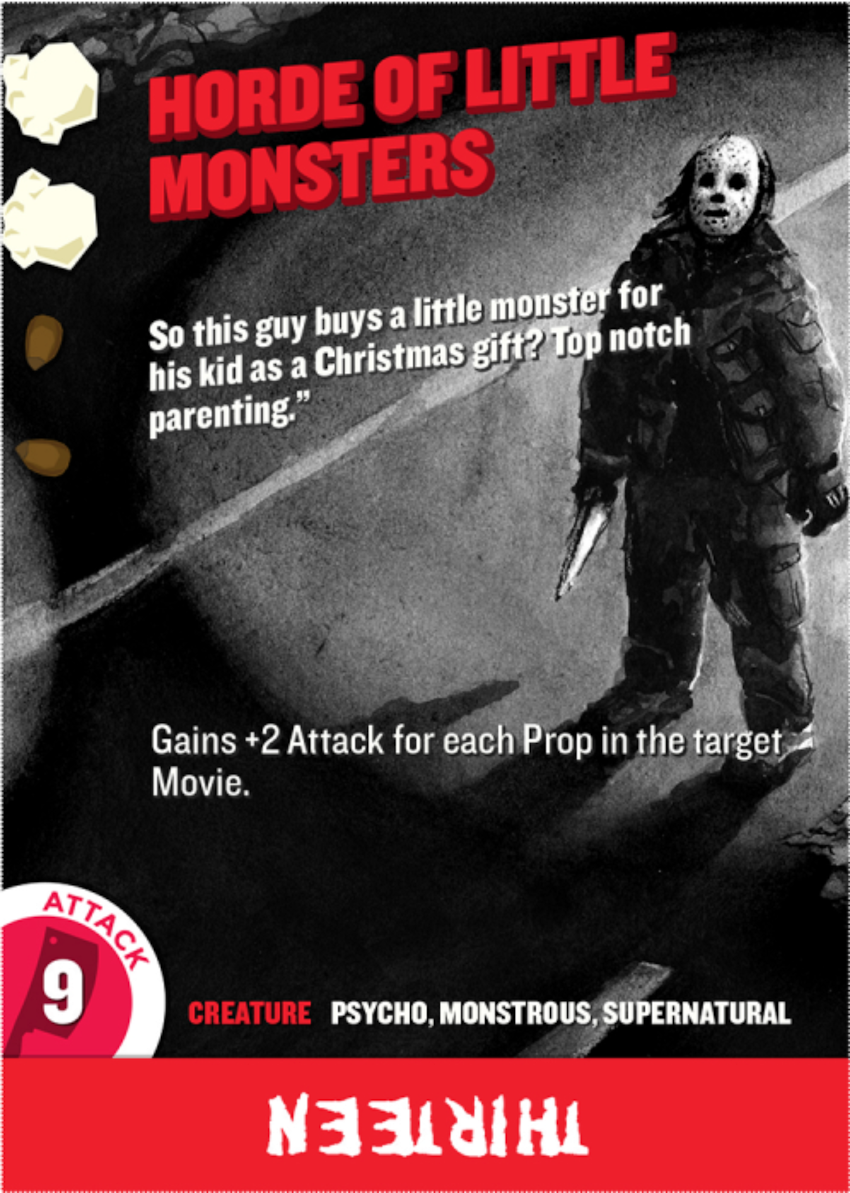 HORDE OF LITTLE
MONSTERS
So this guy buys a little monster for
his kid as a Christmas gift? Top notch
parenting.”
Gains +2 Attack for each Prop in the target
Movie.
ATTACK
9
CREATURE PSYCHO, MONSTROUS, SUPERNATURAL
THIRTEEN